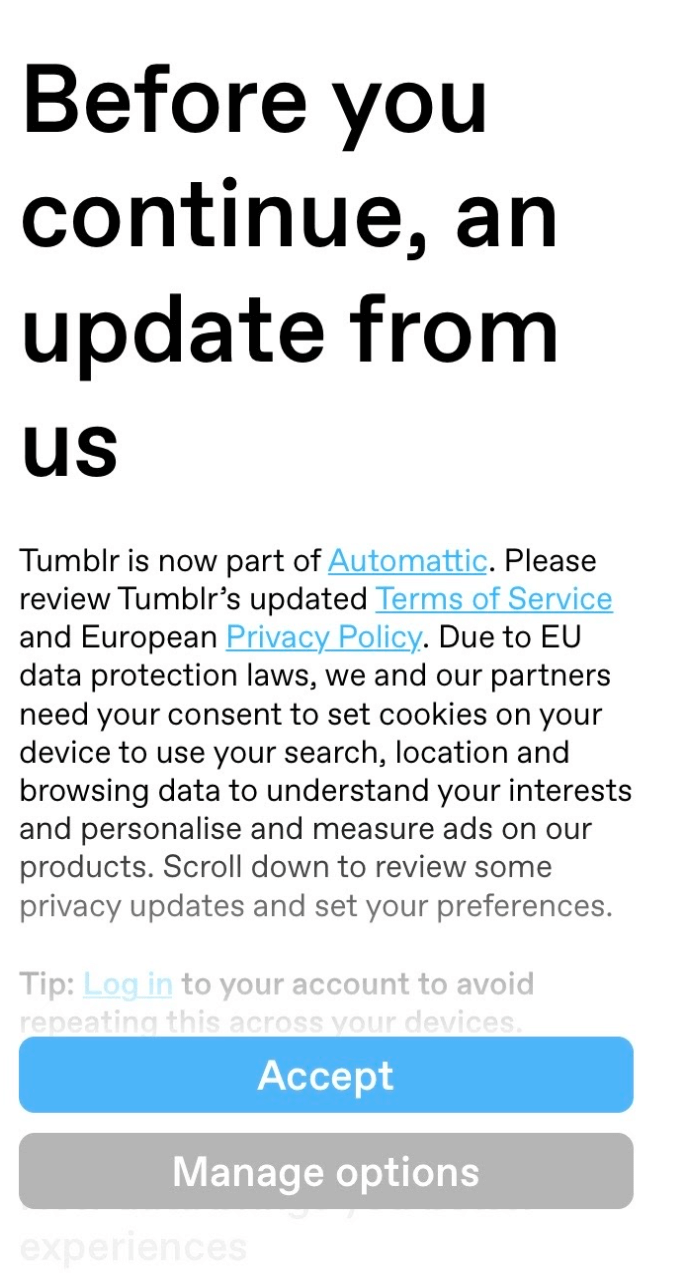 Before you
continue, an
update from
us
Tumblr is now part of Automattic. Please
review Tumblr’s updated Terms of Service
and European Privacy Policy. Due to EU
data protection laws, we and our partners
need your consent to set cookies on your
device to use your search, location and
browsing data to understand your interests
and personalise and measure ads on our
products. Scroll down to review some
privacy updates and set your preferences.
Tip: Log in to your account to avoid
repeating this across your devices.
Accept
Manage options
experiences